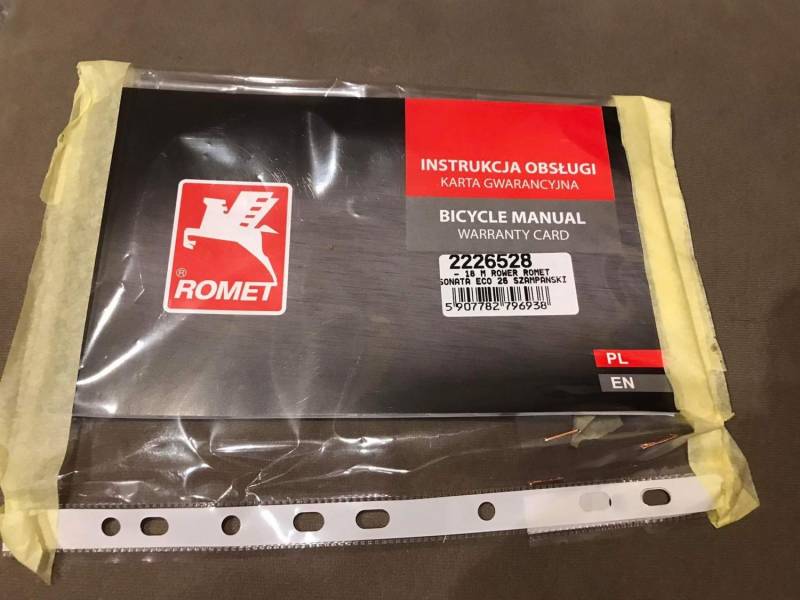 INSTRUKCJA OBSŁUGI
KARTA GWARANCYJNA
BICYCLE MANUAL
WARRANTY CARD
2226528
- 18 M ROWER ROMET
SONATA ECO 26 SZAMPAŃSKI
5 907782 796938
® ROMET
PL
EN